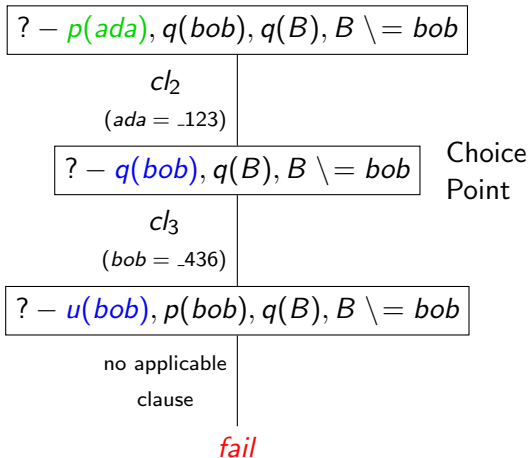 ? − p(ada), q(bob), q(B), B \= bob
cl2
(ada = _123)
? − q(bob), q(B), B \= bob
Choice
Point
cl3
(bob = _436)
? − u(bob), p(bob), q(B), B \= bob
no applicable
clause
fail